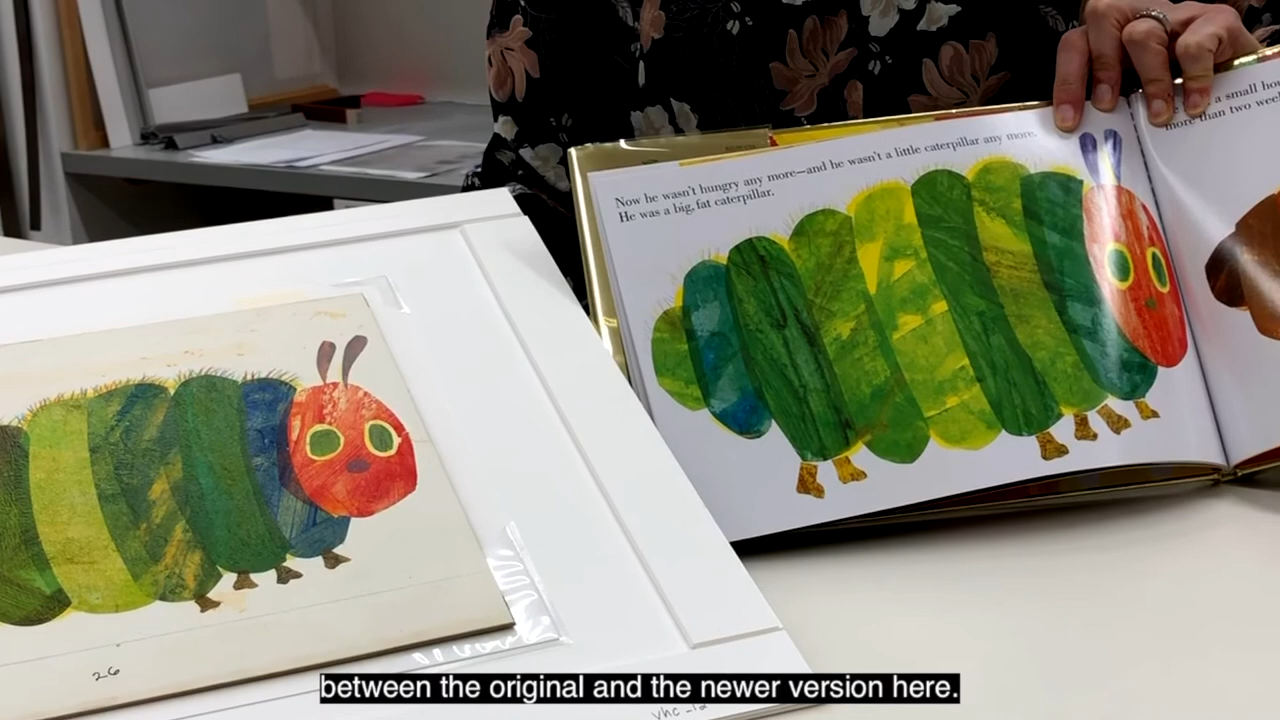 Now he wasn't hungry any more—and he wasn't a little caterpillar any more.
He was a big, fat caterpillar.
a small hou
more than two wee
26
between the original and the newer version here.
vhc_12